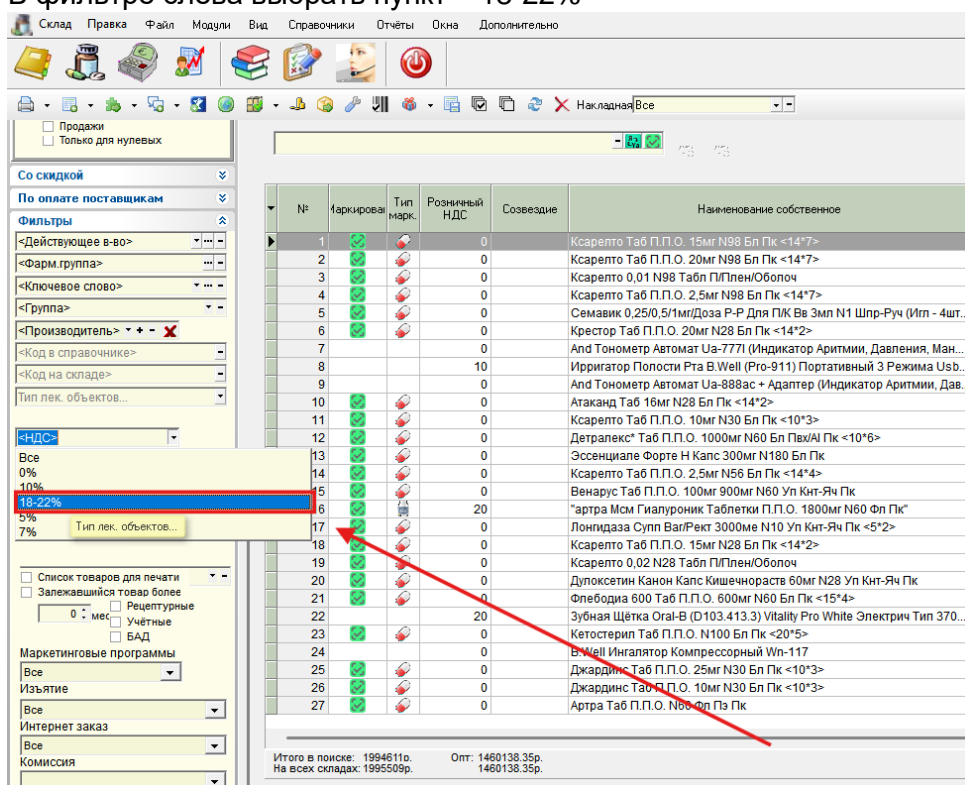 В фильтре слева выбрать пункт – 18-22%
Склад Правка Файл Модули Вид Справочники Отчёты Окна Дополнительно
Накладная Все
Продажи
Только для нулевых
Со скидкой
По оплате поставщикам
Фильтры
<Действующее в-во>
<Фарм.группа>
<Ключевое слово>
<Группа>
<Производитель>
<Код в справочнике>
<Код на складе>
Тип лек. объектов...
<НДС>
Все
0%
10%
18-22%
5%
7%
Тип лек. объектов...
Список товаров для печати
Залежавшийся товар более
0 мес
Рецептурные
Учётные
БАД
Маркетинговые программы
Все
Изъятие
Все
Интернет заказ
Все
Комиссия
№ Маркирован Тип марк. Розничный НДС Созвездие Наименование собственное
1 0 Ксарелто Таб П.П.О. 15мг N98 Бл Пк <14*7>
2 0 Ксарелто Таб П.П.О. 20мг N98 Бл Пк <14*7>
3 0 Ксарелто 0,01 N98 Табл П/Плен/Оболоч
4 0 Ксарелто Таб П.П.О. 2,5мг N98 Бл Пк <14*7>
5 0 Семавик 0,25/0,5/1мг/Доза Р-Р Для П/К Вв 3мл N1 Шпр-Руч (Игл - 4шт...
6 0 Крестор Таб П.П.О. 20мг N28 Бл Пк <14*2>
7 0 And Тонометр Автомат Ua-777l (Индикатор Аритмии, Давления, Ман...
8 10 Ирригатор Полости Рта B.Well (Pro-911) Портативный 3 Режима Usb...
9 0 And Тонометр Автомат Ua-888ac + Адаптер (Индикатор Аритмии, Дав...
10 0 Атаканд Таб 16мг N28 Бл Пк <14*2>
11 0 Ксарелто Таб П.П.О. 10мг N30 Бл Пк <10*3>
12 0 Детралекс* Таб П.П.О. 1000мг N60 Бл Пвх/Al Пк <10*6>
13 0 Эссенциале Форте Н Капс 300мг N180 Бл Пк
14 0 Ксарелто Таб П.П.О. 2,5мг N56 Бл Пк <14*4>
15 0 Венарус Таб П.П.О. 100мг 900мг N60 Уп Кнт-Яч Пк
16 20 "артра Мсм Гиалуроник Таблетки П.П.О. 1800мг N60 Фл Пк"
17 0 Лонгидаза Супп Ваг/Рект 3000ме N10 Уп Кнт-Яч Пк <5*2>
18 0 Ксарелто Таб П.П.О. 15мг N28 Бл Пк <14*2>
19 0 Ксарелто 0,02 N28 Табл П/Плен/Оболоч
20 0 Дулоксетин Канон Капс Кишечнораств 60мг N28 Уп Кнт-Яч Пк
21 0 Флебодиа 600 Таб П.П.О. 600мг N60 Бл Пк <15*4>
22 20 Зубная Щётка Oral-B (D103.413.3) Vitality Pro White Электрич Тип 370...
23 0 Кетостерил Таб П.П.О. N100 Бл Пк <20*5>
24 0 B.Well Ингалятор Компрессорный Wn-117
25 0 Джардинс Таб П.П.О. 25мг N30 Бл Пк <10*3>
26 0 Джардинс Таб П.П.О. 10мг N30 Бл Пк <10*3>
27 0 Артра Таб П.П.О. N60 Фл Пэ Пк
Итого в поиске: 1994611р. Опт: 1460138.35р.
На всех складах: 1995509р. 1460138.35р.